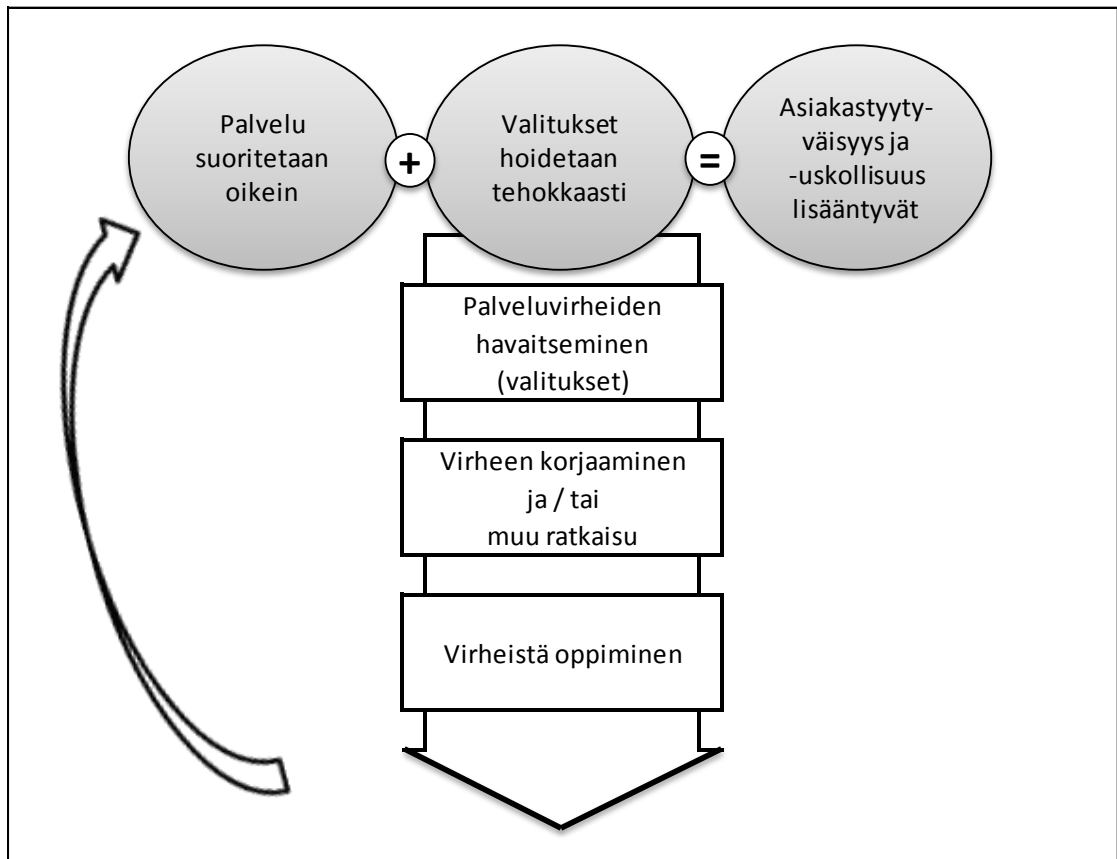 Palvelu
suoritetaan
oikein
+
Valitukset
hoidetaan
tehokkaasti
=
Asiakastyyty-
väisyys ja
-uskollisuus
lisääntyvät
Palveluvirheiden
havaitseminen
(valitukset)
Virheen korjaaminen
ja / tai
muu ratkaisu
Virheistä oppiminen